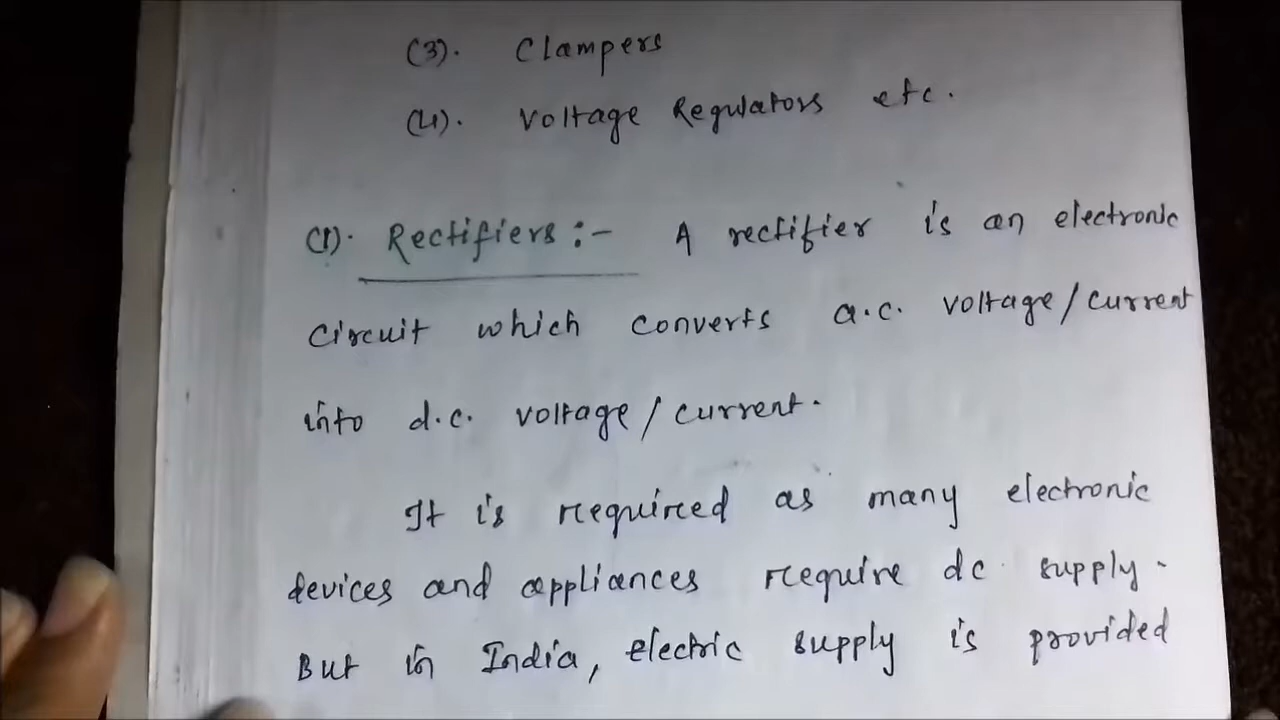 (3). Clampers
(4). Voltage Regulators etc.
(1). Rectifiers :- A rectifier is an electronic
circuit which converts a.c. voltage/current
into d.c. voltage/current.
It is required as many electronic
devices and appliances require dc supply.
But in India, electric supply is provided